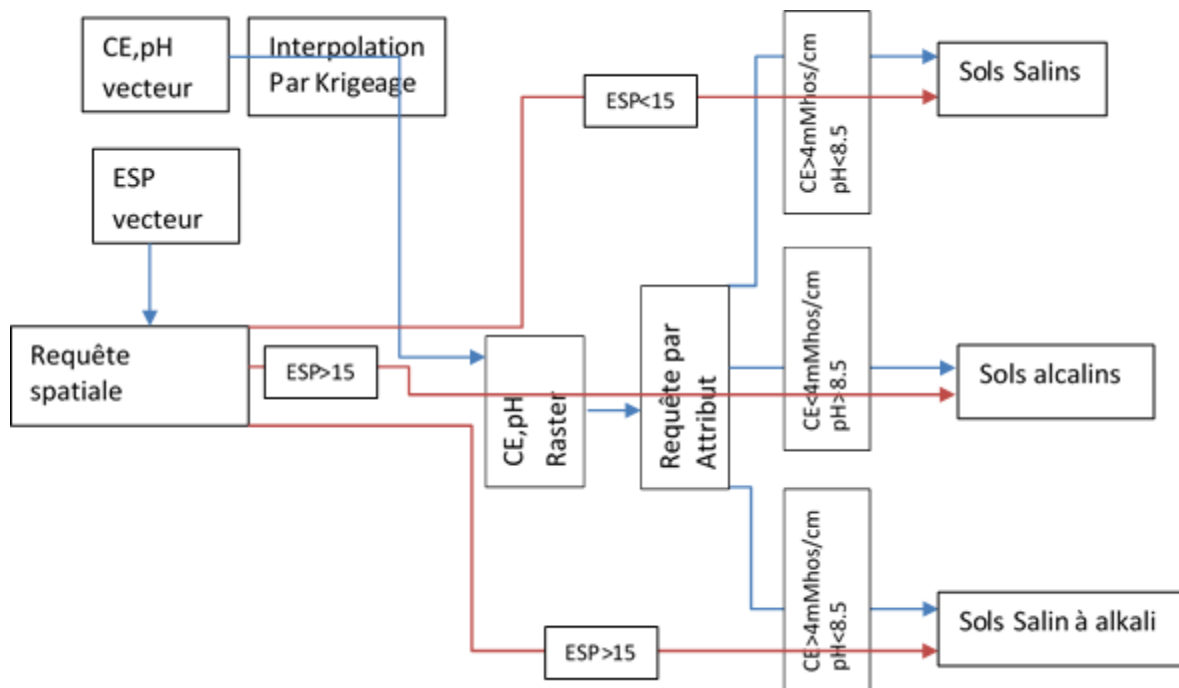 CE,pH
vecteur
Interpolation
Par Krigeage
ESP
vecteur
Requête
spatiale
ESP<15
ESP>15
ESP>15
CE,pH
Raster
Requête par
Attribut
CE>4mMhos/cm
pH<8.5
CE<4mMhos/cm
pH>8.5
CE>4mMhos/cm
pH<8.5
Sols Salins
Sols alcalins
Sols Salin à alkali